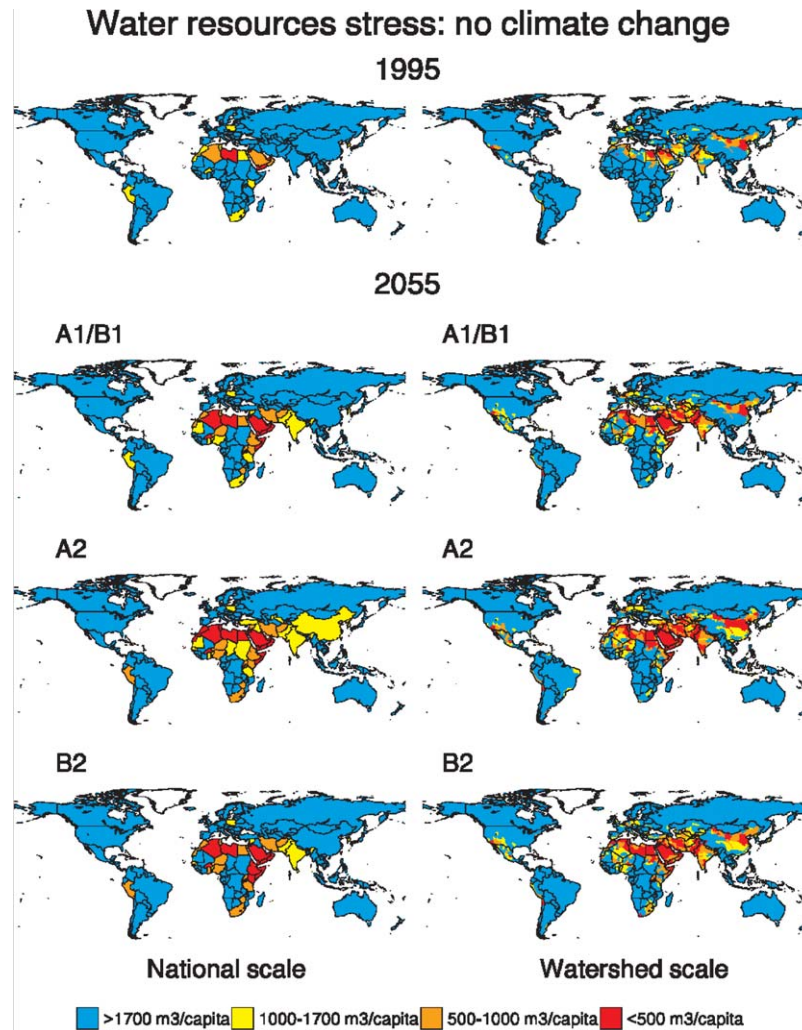 Water resources stress: no climate change
1995
2055
A1/B1
A1/B1
A2
A2
B2
B2
National scale
Watershed scale
>1700 m3/capita
1000-1700 m3/capita
500-1000 m3/capita
<500 m3/capita